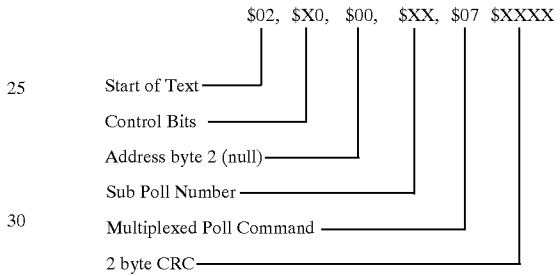 $02, $X0, $00, $XX, $07 $XXXX
25 Start of Text
Control Bits
Address byte 2 (null)
Sub Poll Number
30 Multiplexed Poll Command
2 byte CRC